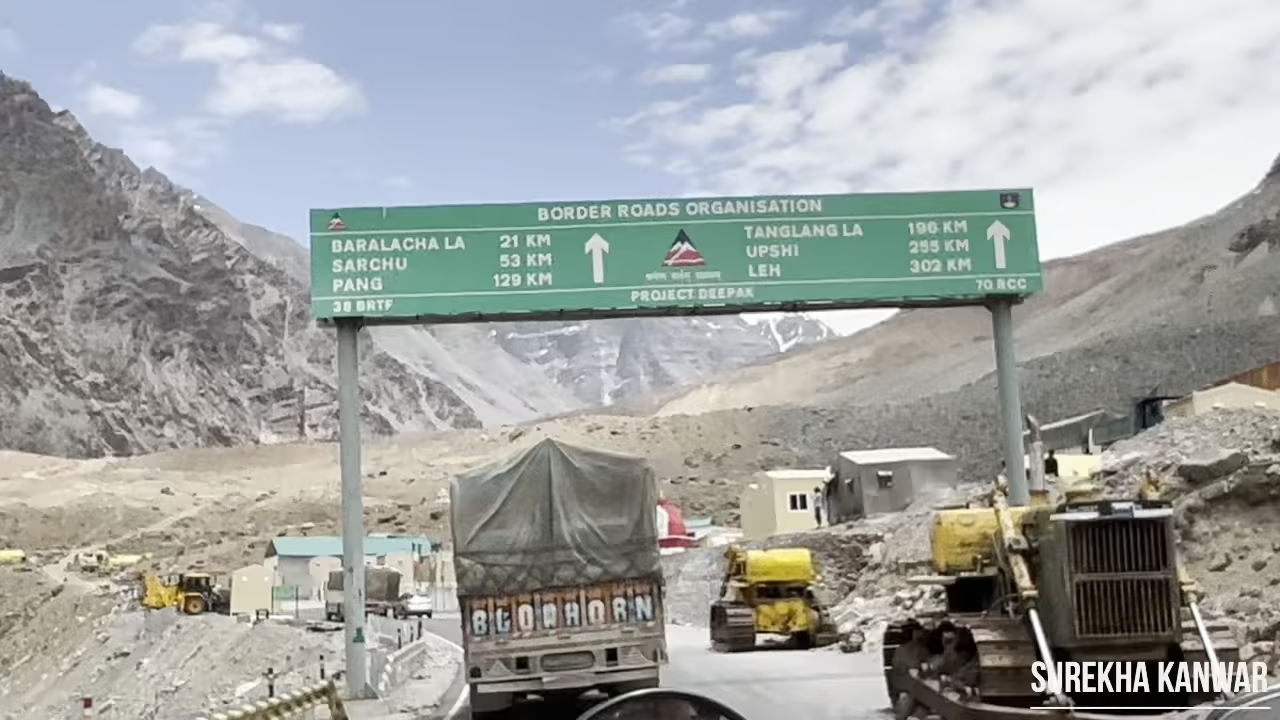 BORDER ROADS ORGANISATION
BARALACHA LA 21 KM
SARCHU 53 KM
PANG 129 KM
TANGLANG LA 196 KM
UPSHI 255 KM
LEH 302 KM
38 BRTF
PROJECT DEEPAK
70 RCC
BLOWHORN
SUREKHA KANWAR